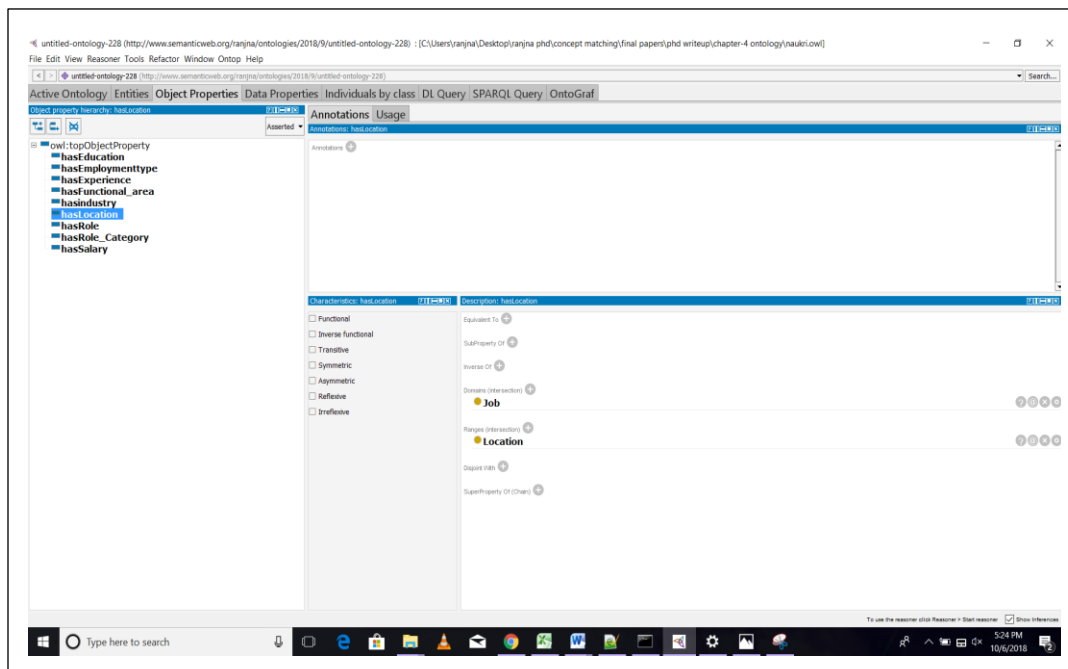 untitled-ontology-228 (http://www.semanticweb.org/ranjna/ontologies/2018/9/untitled-ontology-228) : [C:\Users\ranjna\Desktop\ranjna phd\concept matching\final papers\phd writeup\chapter-4 ontology\naukri.owl]
File Edit View Reasoner Tools Refactor Window Ontop Help
< > untitled-ontology-228 (http://www.semanticweb.org/ranjna/ontologies/2018/9/untitled-ontology-228) Search...
Active Ontology Entities Object Properties Data Properties Individuals by class DL Query SPARQL Query OntoGraf
Object property hierarchy: hasLocation
Asserted
owl:topObjectProperty
hasEducation
hasEmploymenttype
hasExperience
hasFunctional_area
hasindustry
hasLocation
hasRole
hasRole_Category
hasSalary
Annotations Usage
Annotations: hasLocation
Annotations
Characteristics: hasLocation
Functional
Inverse functional
Transitive
Symmetric
Asymmetric
Reflexive
Irreflexive
Description: hasLocation
Equivalent To
SubProperty Of
Inverse Of
Domains (intersection)
Job
Ranges (intersection)
Location
Disjoint With
SuperProperty Of (Chain)
To use the reasoner click Reasoner > Start reasoner Show Inferences
Type here to search
5:24 PM
10/6/2018